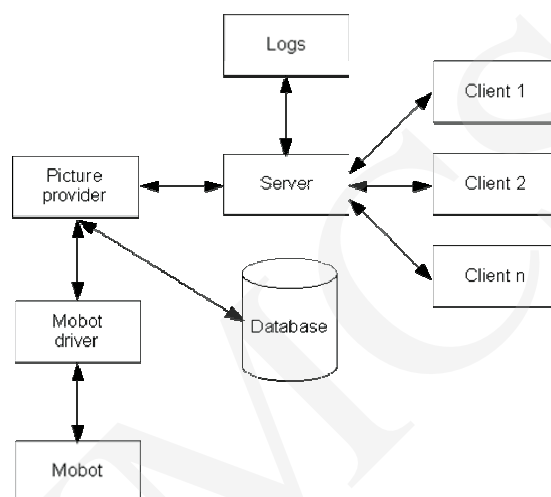 Logs
Client 1
Picture
provider
Server
Client 2
Client n
Database
Mobot
driver
Mobot